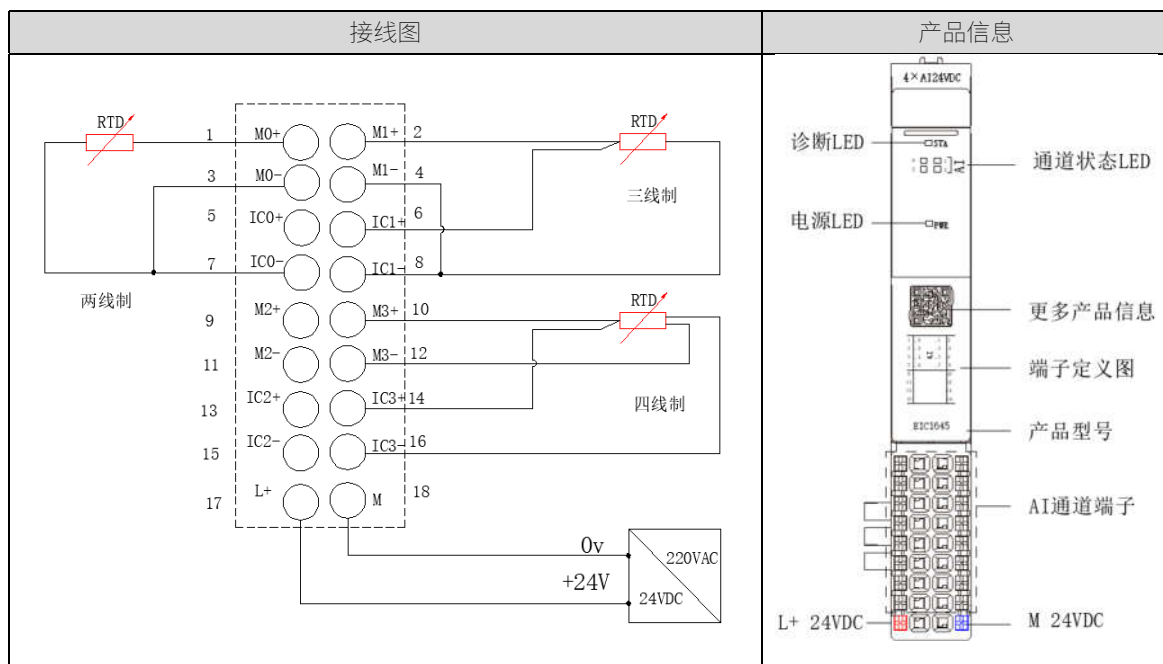 接线图
产品信息
RTD
1
M0+
M1+
2
RTD
3
M0-
M1-
4
三线制
5
IC0+
IC1+
6
7
IC0-
IC1-
8
两线制
9
M2+
M3+
10
RTD
11
M2-
M3-
12
13
IC2+
IC3+
14
四线制
15
IC2-
IC3-
16
17
L+
M
18
0v
220VAC
+24V
24VDC
4×AI24VDC
诊断LED
STA
AI
通道状态LED
电源LED
PWR
更多产品信息
端子定义图
EIC1645
产品型号
AI通道端子
L+ 24VDC
M 24VDC